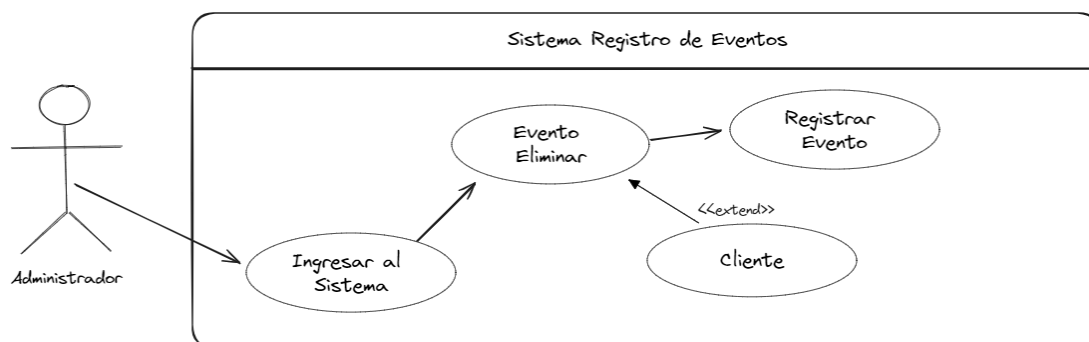 Sistema Registro de Eventos
Evento
Eliminar
Registrar
Evento
<<extend>>
Ingresar al
Sistema
Cliente
Administrador